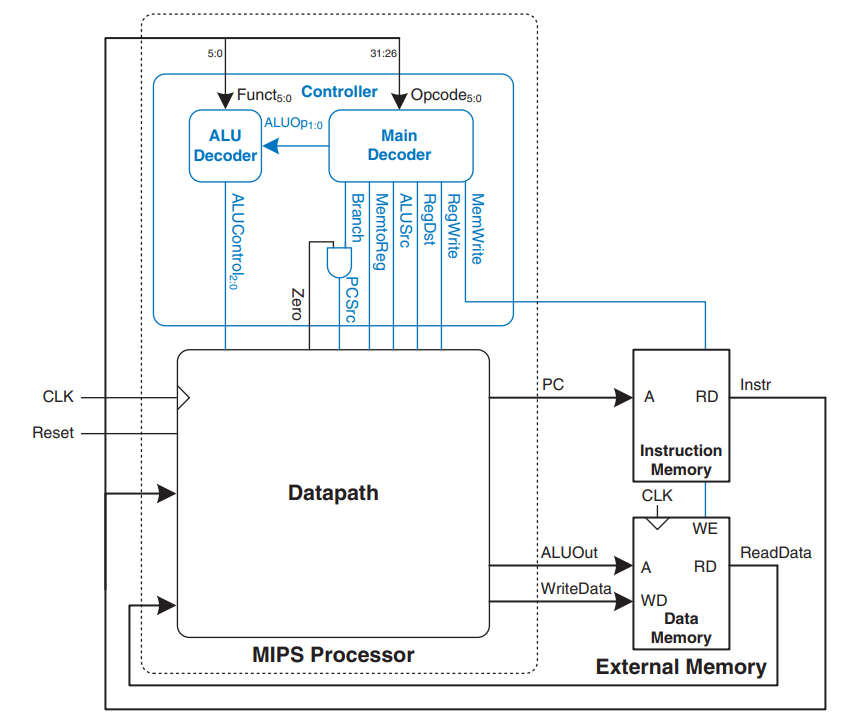 5:0
31:26
Funct5:0
Controller
Opcode5:0
ALU
Decoder
ALUOp1:0
Main
Decoder
ALUControl2:0
Branch
MemtoReg
ALUSrc
RegDst
RegWrite
MemWrite
Zero
PCSrc
CLK
Reset
Datapath
PC
A
RD
Instr
Instruction
Memory
CLK
WE
ALUOut
A
RD
ReadData
WriteData
WD
Data
Memory
MIPS Processor
External Memory